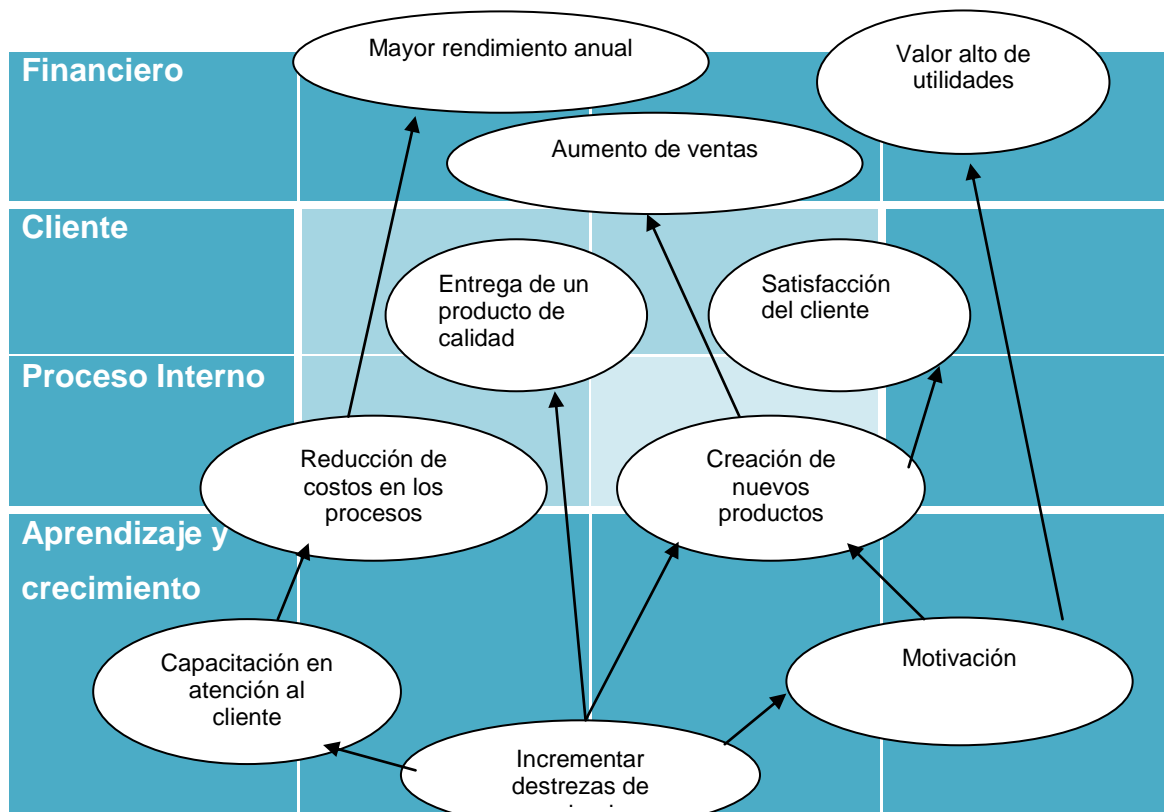 Mayor rendimiento anual
Financiero
Valor alto de
utilidades
Aumento de ventas
Cliente
Entrega de un
producto de
calidad
Satisfacción
del cliente
Proceso Interno
Reducción de
costos en los
procesos
Creación de
nuevos
productos
Aprendizaje y
crecimiento
Capacitación en
atención al
cliente
Motivación
Incrementar
destrezas de